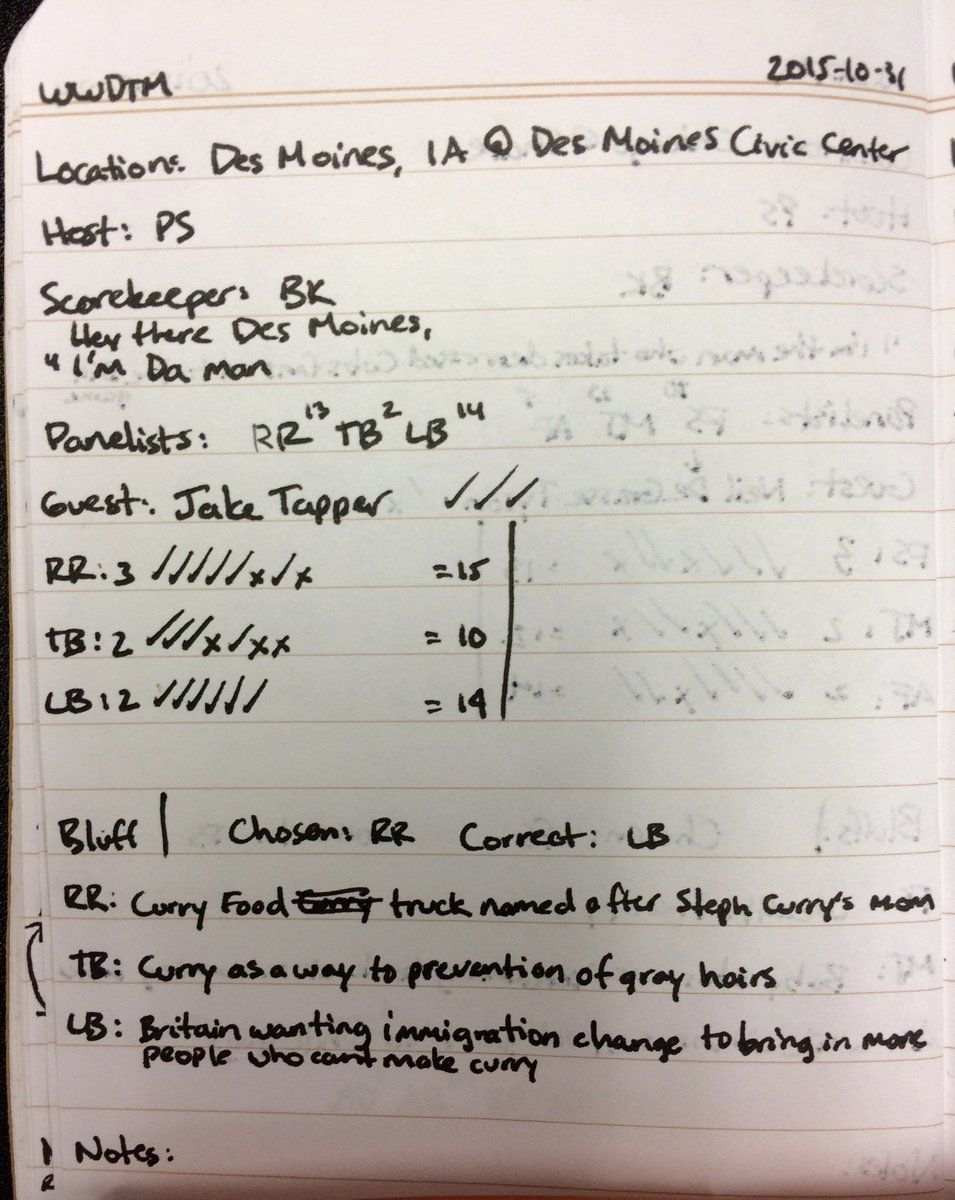 WWDTM 2015-10-31
Location: Des Moines, IA @ Des Moines Civic Center
Host: PS
Scorekeeper: BK
Hey there Des Moines,
" I'm Da man
Panelists: RR 13 TB 2 LB 14
Guest: Jake Tapper ✓✓✓
RR: 3 ✓✓✓✓✓x✓x = 15
TB: 2 ✓✓✓x✓xx = 10
LB: 2 ✓✓✓✓✓✓ = 14
Bluff | Chosen: RR Correct: LB
RR: Curry Food truck named after Steph Curry's mom
TB: Curry as a way to prevention of gray hairs
LB: Britain wanting immigration change to bring in more
people who can't make curry
Notes: